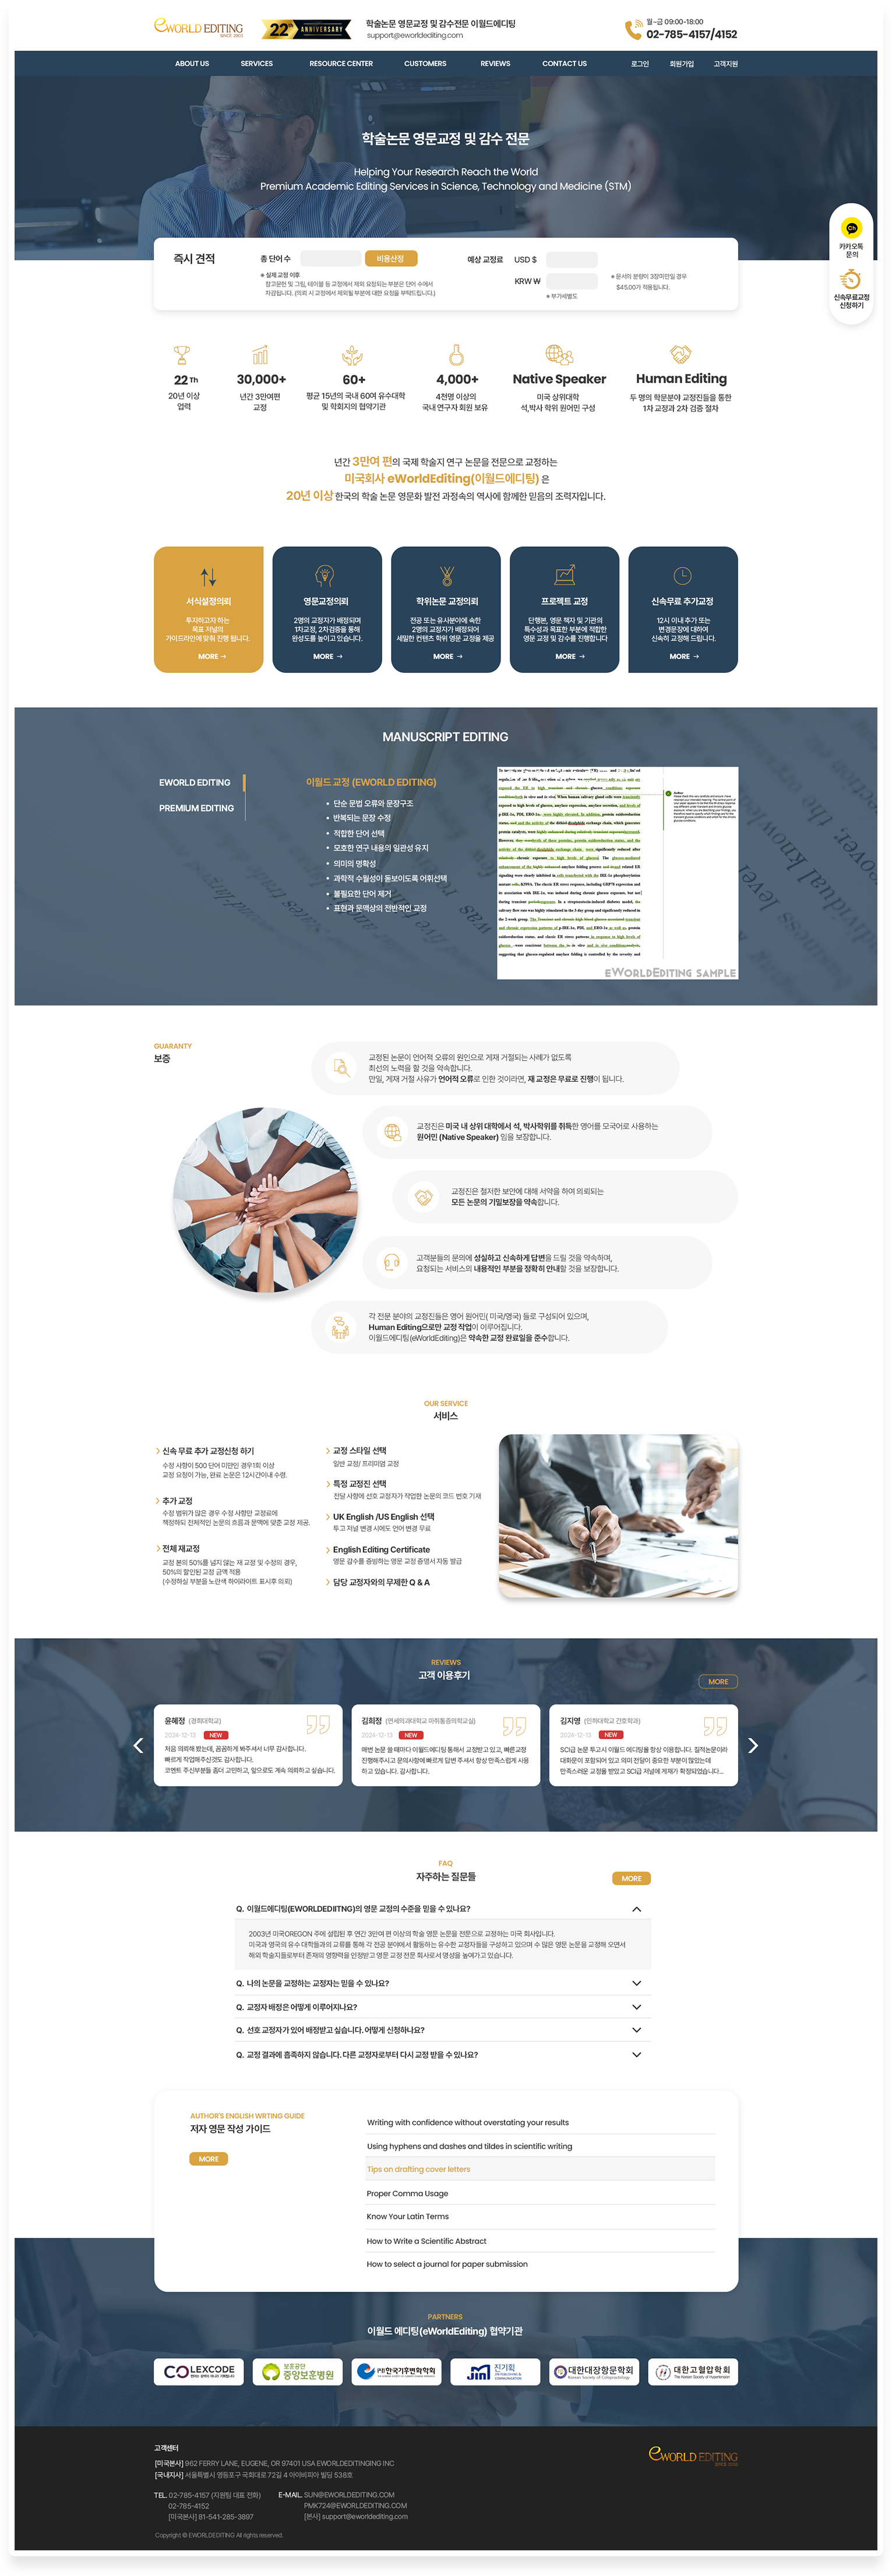 eWORLD EDITING
SINCE 2003
22th ANNIVERSARY
학술논문 영문교정 및 감수전문 이월드에디팅
support@eworldediting.com
월~금 09:00-18:00
02-785-4157/4152
ABOUT US SERVICES RESOURCE CENTER CUSTOMERS REVIEWS CONTACT US 로그인 회원가입 고객지원
학술논문 영문교정 및 감수 전문
Helping Your Research Reach the World
Premium Academic Editing Services in Science, Technology and Medicine (STM)
카카오톡
문의
신속무료교정
신청하기
즉시 견적
총 단어 수
비용산정
※ 실제 교정 이후
참고문헌 및 그림, 테이블 등 교정에서 제외 요청되는 부분은 단어 수에서
차감됩니다. (의뢰 시 교정에서 제외될 부분에 대한 요청을 부탁드립니다.)
예상 교정료 USD $
KRW ₩
※ 부가세별도
※ 문서의 분량이 3장미만일 경우
$45.00가 적용됩니다.
22 Th
20년 이상
업력
30,000+
년간 3만여편
교정
60+
평균 15년의 국내 60여 유수대학
및 학회지의 협약기관
4,000+
4천명 이상의
국내 연구자 회원 보유
Native Speaker
미국 상위대학
석,박사 학위 원어민 구성
Human Editing
두 명의 학문분야 교정진들을 통한
1차 교정과 2차 검증 절차
년간 3만여 편의 국제 학술지 연구 논문을 전문으로 교정하는
미국회사 eWorldEditing(이월드에디팅) 은
20년 이상 한국의 학술 논문 영문화 발전 과정속의 역사에 함께한 믿음의 조력자입니다.
서식설정의뢰
투지하고자 하는
목표 저널의
가이드라인에 맞춰 진행 됩니다.
MORE →
영문교정의뢰
2명의 교정자가 배정되며
1차교정, 2차검증을 통해
완성도를 높이고 있습니다.
MORE →
학위논문 교정의뢰
전공 또는 유사분야에 속한
2명의 교정자가 배정되어
세밀한 컨텐츠 학위 영문 교정을 제공
MORE →
프로젝트 교정
단행본, 영문 책자 및 기관의
특수성과 목표한 부분에 적합한
영문 교정 및 감수를 진행합니다
MORE →
신속무료 추가교정
12시 이내 추가 또는
변경문장에 대하여
신속히 교정해 드립니다.
MORE →
MANUSCRIPT EDITING
EWORLD EDITING
PREMIUM EDITING
이월드 교정 (EWORLD EDITING)
• 단순 문법 오류와 문장구조
• 반복되는 문장 수정
• 적합한 단어 선택
• 모호한 연구 내용의 일관성 유지
• 의미의 명확성
• 과학적 수월성이 돋보이도록 어휘선택
• 불필요한 단어 제거
• 표현과 문맥상의 전반적인 교정
EWORLDEDITING SAMPLE
GUARANTY
보증
교정된 논문이 언어적 오류의 원인으로 게재 거절되는 사례가 없도록
최선의 노력을 할 것을 약속합니다.
만일, 게재 거절 사유가 언어적 오류로 인한 것이라면, 재 교정은 무료로 진행이 됩니다.
교정진은 미국 내 상위 대학에서 석, 박사학위를 취득한 영어를 모국어로 사용하는
원어민 (Native Speaker) 임을 보장합니다.
교정진은 철저한 보안에 대해 서약을 하여 의뢰되는
모든 논문의 기밀보장을 약속합니다.
고객분들의 문의에 성실하고 신속하게 답변을 드릴 것을 약속하며,
요청되는 서비스의 내용적인 부분을 정확히 안내할 것을 보장합니다.
각 전문 분야의 교정진들은 영어 원어민( 미국/영국) 들로 구성되어 있으며,
Human Editing으로만 교정 작업이 이루어집니다.
이월드에디팅(eWorldEditing)은 약속한 교정 완료일을 준수합니다.
OUR SERVICE
서비스
신속 무료 추가 교정신청 하기
수정 사항이 500 단어 미만인 경우1회 이상
교정 요청이 가능, 완료 논문은 12시간이내 수령.
추가 교정
수정 범위가 많은 경우 수정 사항만 교정료에
책정하되 전체적인 논문의 흐름과 문맥에 맞춘 교정 제공.
전체 재교정
교정 본의 50%를 넘지 않는 재 교정 및 수정의 경우,
50%의 할인된 교정 금액 적용
(수정하실 부분을 노란색 하이라이트 표시후 의뢰)
교정 스타일 선택
일반 교정/ 프리미엄 교정
특정 교정진 선택
전달 사항에 선호 교정자가 작업한 논문의 코드 번호 기재
UK English /US English 선택
투고 저널 변경 시에도 언어 변경 무료
English Editing Certificate
영문 감수를 증빙하는 영문 교정 증명서 자동 발급
담당 교정자와의 무제한 Q & A
REVIEWS
고객 이용후기
MORE
윤혜정 (경희대학교)
2024-12-13 NEW
처음 의뢰해 봤는데, 꼼꼼하게 봐주셔서 너무 감사합니다.
빠르게 작업해주신것도 감사합니다.
코멘트 주신부분들 좀더 고민하고, 앞으로도 계속 의뢰하고 싶습니다.
김희정 (연세의과대학교 마취통증의학교실)
2024-12-13 NEW
매번 논문 쓸 때마다 이월드에디팅 통해서 교정받고 있고, 빠른교정
진행해주시고 문의사항에 빠르게 답변 주셔서 항상 만족스럽게 사용
하고 있습니다. 감사합니다.
김지영 (인하대학교 간호학과)
2024-12-13 NEW
SCI급 논문 투고시 이월드 에디팅을 항상 이용합니다. 질적논문이라
대화문이 포함되어 있고 의미 전달이 중요한 부분이 많았는데
만족스러운 교정을 받았고 SCI급 저널에 게재가 확정되었습니다...
FAQ
자주하는 질문들
MORE
Q. 이월드에디팅(EWORLDEDIITNG)의 영문 교정의 수준을 믿을 수 있나요?
2003년 미국OREGON 주에 설립된 후 연간 3만여 편 이상의 학술 영문 논문을 전문으로 교정하는 미국 회사입니다.
미국과 영국의 유수 대학들과의 교류를 통해 각 전공 분야에서 활동하는 유수한 교정자들을 구성하고 있으며 수 많은 영문 논문을 교정해 오면서
해외 학술지들로부터 존재의 영향력을 인정받고 영문 교정 전문 회사로서 명성을 높여가고 있습니다.
Q. 나의 논문을 교정하는 교정자는 믿을 수 있나요?
Q. 교정자 배정은 어떻게 이루어지나요?
Q. 선호 교정자가 있어 배정받고 싶습니다. 어떻게 신청하나요?
Q. 교정 결과에 흡족하지 않습니다. 다른 교정자로부터 다시 교정 받을 수 있나요?
AUTHOR'S ENGLISH WRTING GUIDE
저자 영문 작성 가이드
MORE
Writing with confidence without overstating your results
Using hyphens and dashes and tildes in scientific writing
Tips on drafting cover letters
Proper Comma Usage
Know Your Latin Terms
How to Write a Scientific Abstract
How to select a journal for paper submission
PARTNERS
이월드 에디팅(eWorldEditing) 협약기관
COLEXCODE
보훈공단
중앙보훈병원
한국기후변화학회
진기획
대한대장항문학회
Korean Society of Coloproctology
대한고혈압학회
The Korean Society of Hypertension
고객센터
[미국본사] 962 FERRY LANE, EUGENE, OR 97401 USA EWORLDEDITINGING INC
[국내지사] 서울특별시 영등포구 국회대로 72길 4 아이비피아 빌딩 538호
TEL. 02-785-4157 (지원팀 대표 전화)
02-785-4152
[미국본사] 81-541-285-3897
E-MAIL. SUN@EWORLDEDITING.COM
PMK724@EWORLDEDITING.COM
[본사] support@eworldediting.com
Copyright © EWORLDEDITING All rights reserved.
eWORLD EDITING
SINCE 2003